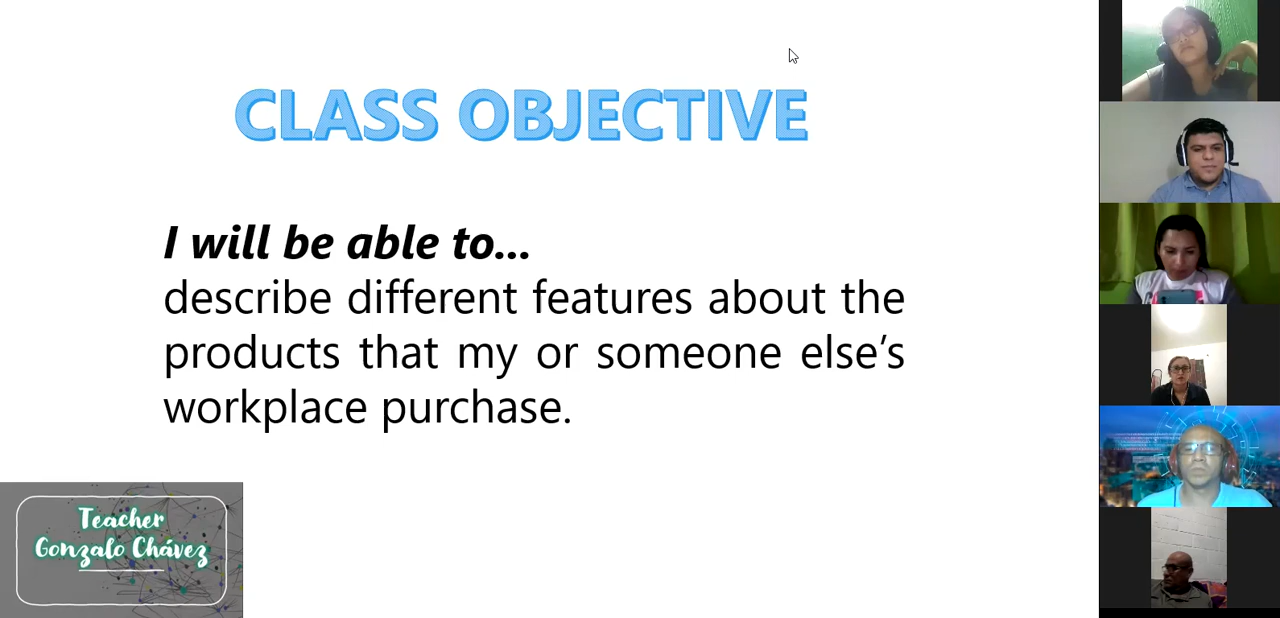 CLASS OBJECTIVE
I will be able to...
describe different features about the
products that my or someone else’s
workplace purchase.
Teacher
Gonzalo Chávez